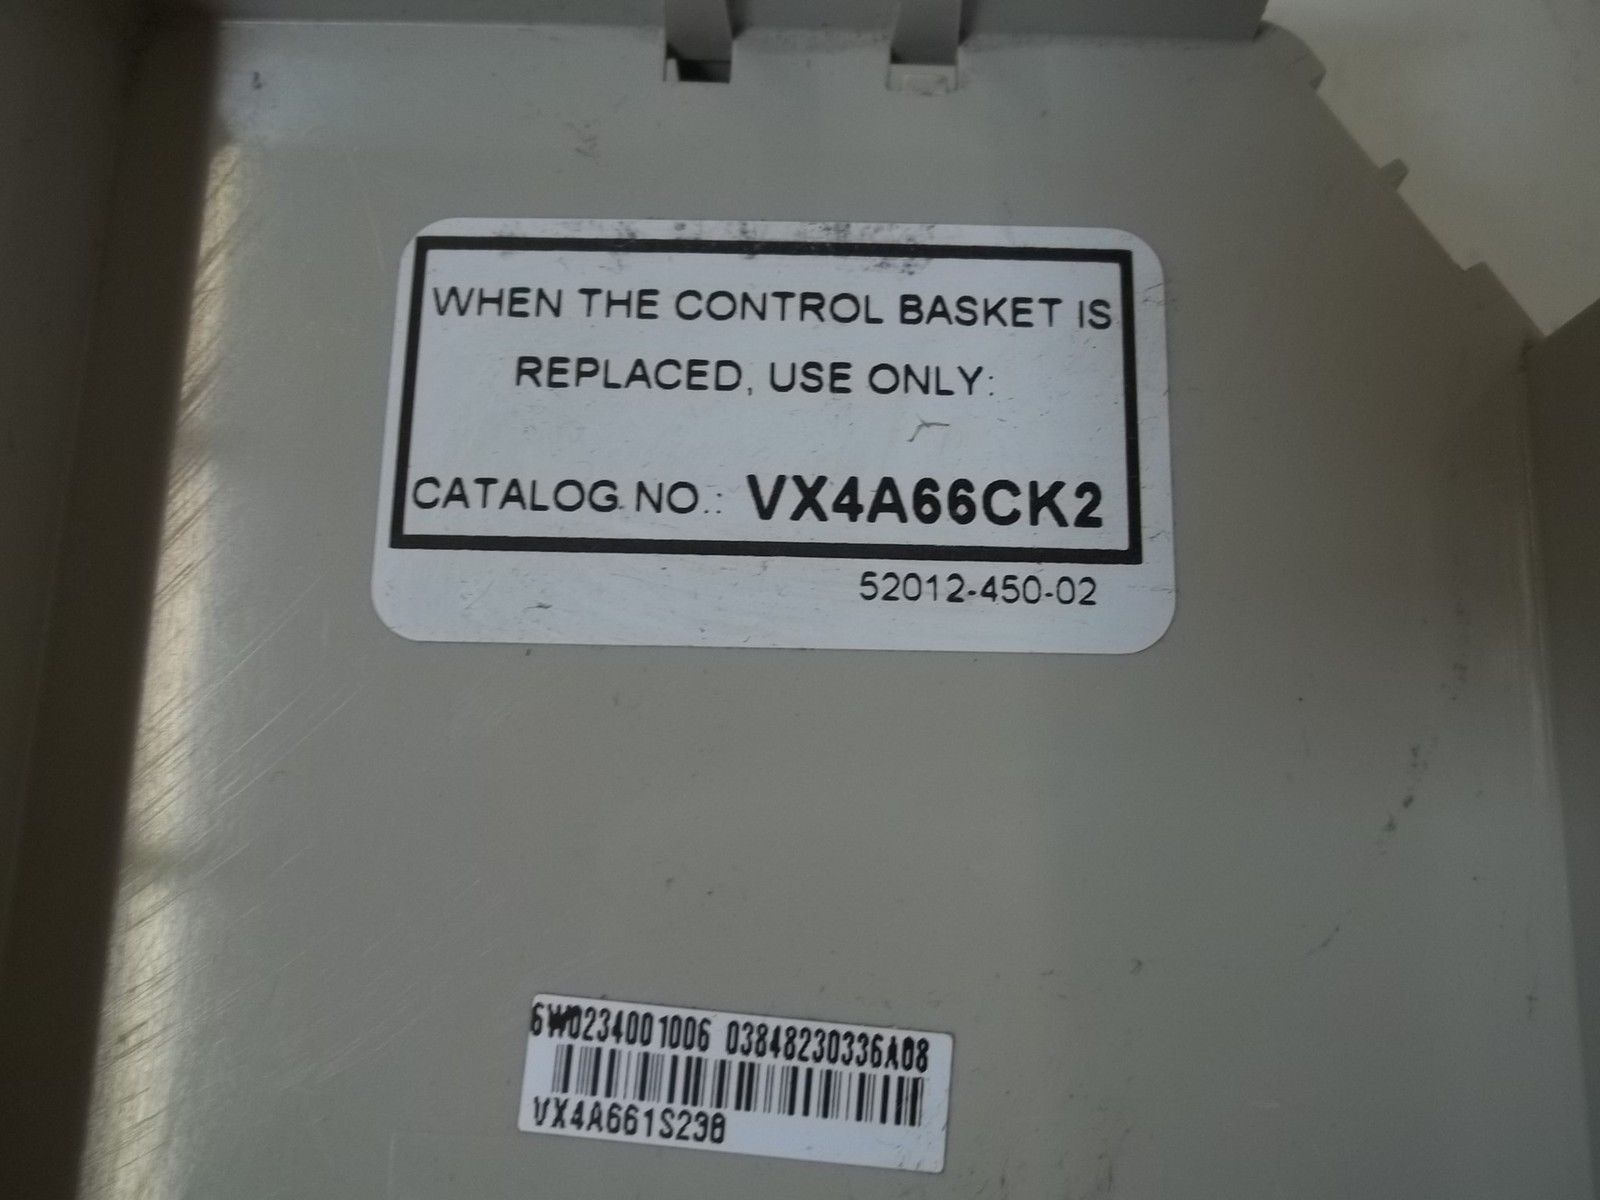 WHEN THE CONTROL BASKET IS
REPLACED, USE ONLY:
CATALOG NO.: VX4A66CK2
52012-450-02
6W0234001006 03848230336A08
VX4A661S230